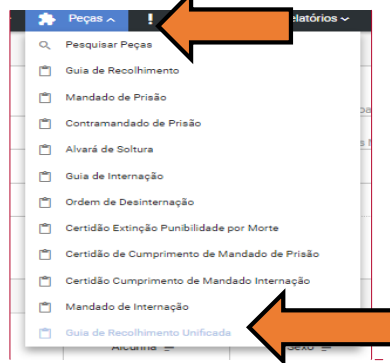 Peças ! elatórios
Pesquisar Peças
Guia de Recolhimento
Mandado de Prisão
Contramandado de Prisão
Alvará de Soltura
Guia de Internação
Ordem de Desinternação
Certidão Extinção Punibilidade por Morte
Certidão de Cumprimento de Mandado de Prisão
Certidão Cumprimento de Mandado Internação
Mandado de Internação
Guia de Recolhimento Unificada
Alcunha Sexo